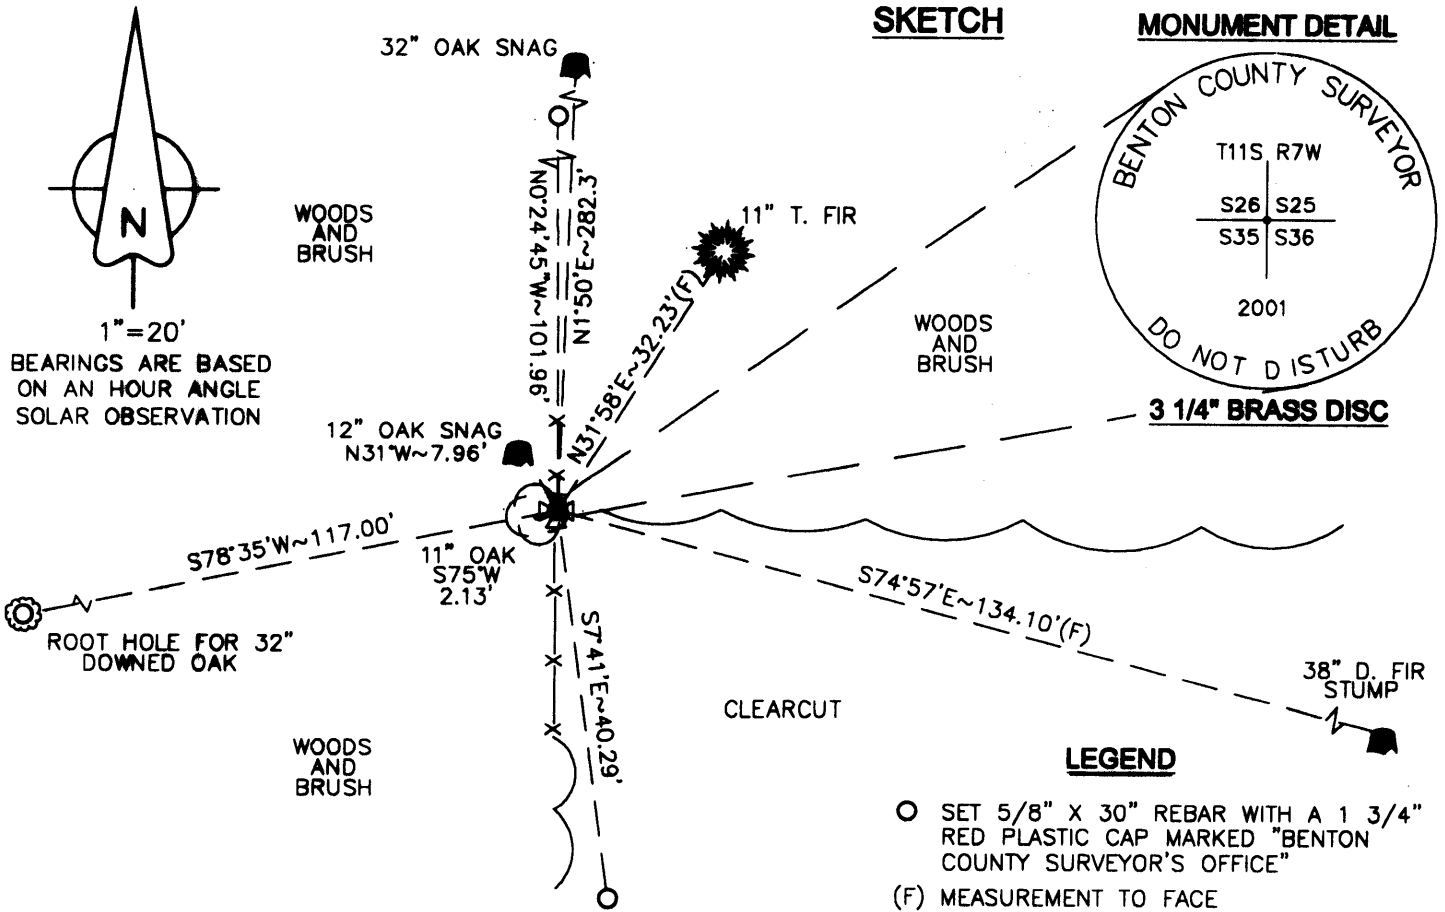 SKETCH
MONUMENT DETAIL
32" OAK SNAG
BENTON COUNTY SURVEYOR
T11S R7W
S26 S25
S35 S36
2001
DO NOT DISTURB
3 1/4" BRASS DISC
N
1"=20'
BEARINGS ARE BASED
ON AN HOUR ANGLE
SOLAR OBSERVATION
WOODS
AND
BRUSH
N0°24'45"W~101.96'
N1°50'E~282.3'
11" T. FIR
N31°58'E~32.23'(F)
WOODS
AND
BRUSH
12" OAK SNAG
N31°W~7.96'
S78°35'W~117.00'
11" OAK
S75°W
2.13'
ROOT HOLE FOR 32"
DOWNED OAK
S7°41'E~40.29'
S74°57'E~134.10'(F)
38" D. FIR
STUMP
CLEARCUT
WOODS
AND
BRUSH
LEGEND
SET 5/8" X 30" REBAR WITH A 1 3/4"
RED PLASTIC CAP MARKED "BENTON
COUNTY SURVEYOR'S OFFICE"
(F) MEASUREMENT TO FACE